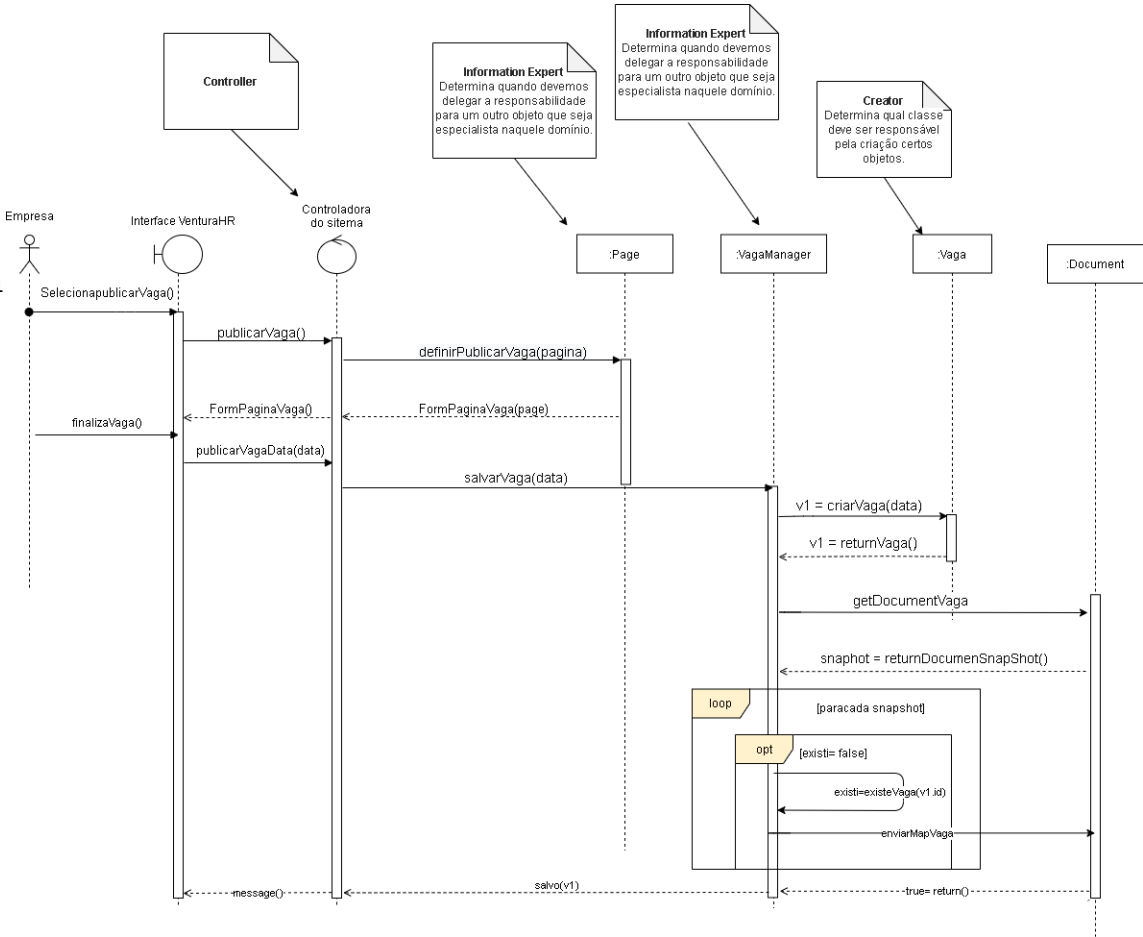 Controller
Information Expert
Determina quando devemos
delegar a responsabilidade
para um outro objeto que seja
especialista naquele domínio.
Information Expert
Determina quando devemos
delegar a responsabilidade
para um outro objeto que seja
especialista naquele domínio.
Creator
Determina qual classe
deve ser responsável
pela criação certos
objetos.
Empresa
Interface VenturaHR
Controladora
do sitema
:Page
:VagaManager
:Vaga
:Document
SelecionapublicarVaga()
publicarVaga()
definirPublicarVaga(pagina)
FormPaginaVaga()
FormPaginaVaga(page)
finalizaVaga()
publicarVagaData(data)
salvarVaga(data)
v1 = criarVaga(data)
v1 = returnVaga()
getDocumentVaga
snaphot = returnDocumenSnapShot()
loop
[paracada snapshot]
opt
[existi= false]
existi=existeVaga(v1.id)
enviarMapVaga
message()
salvo(v1)
true= return()